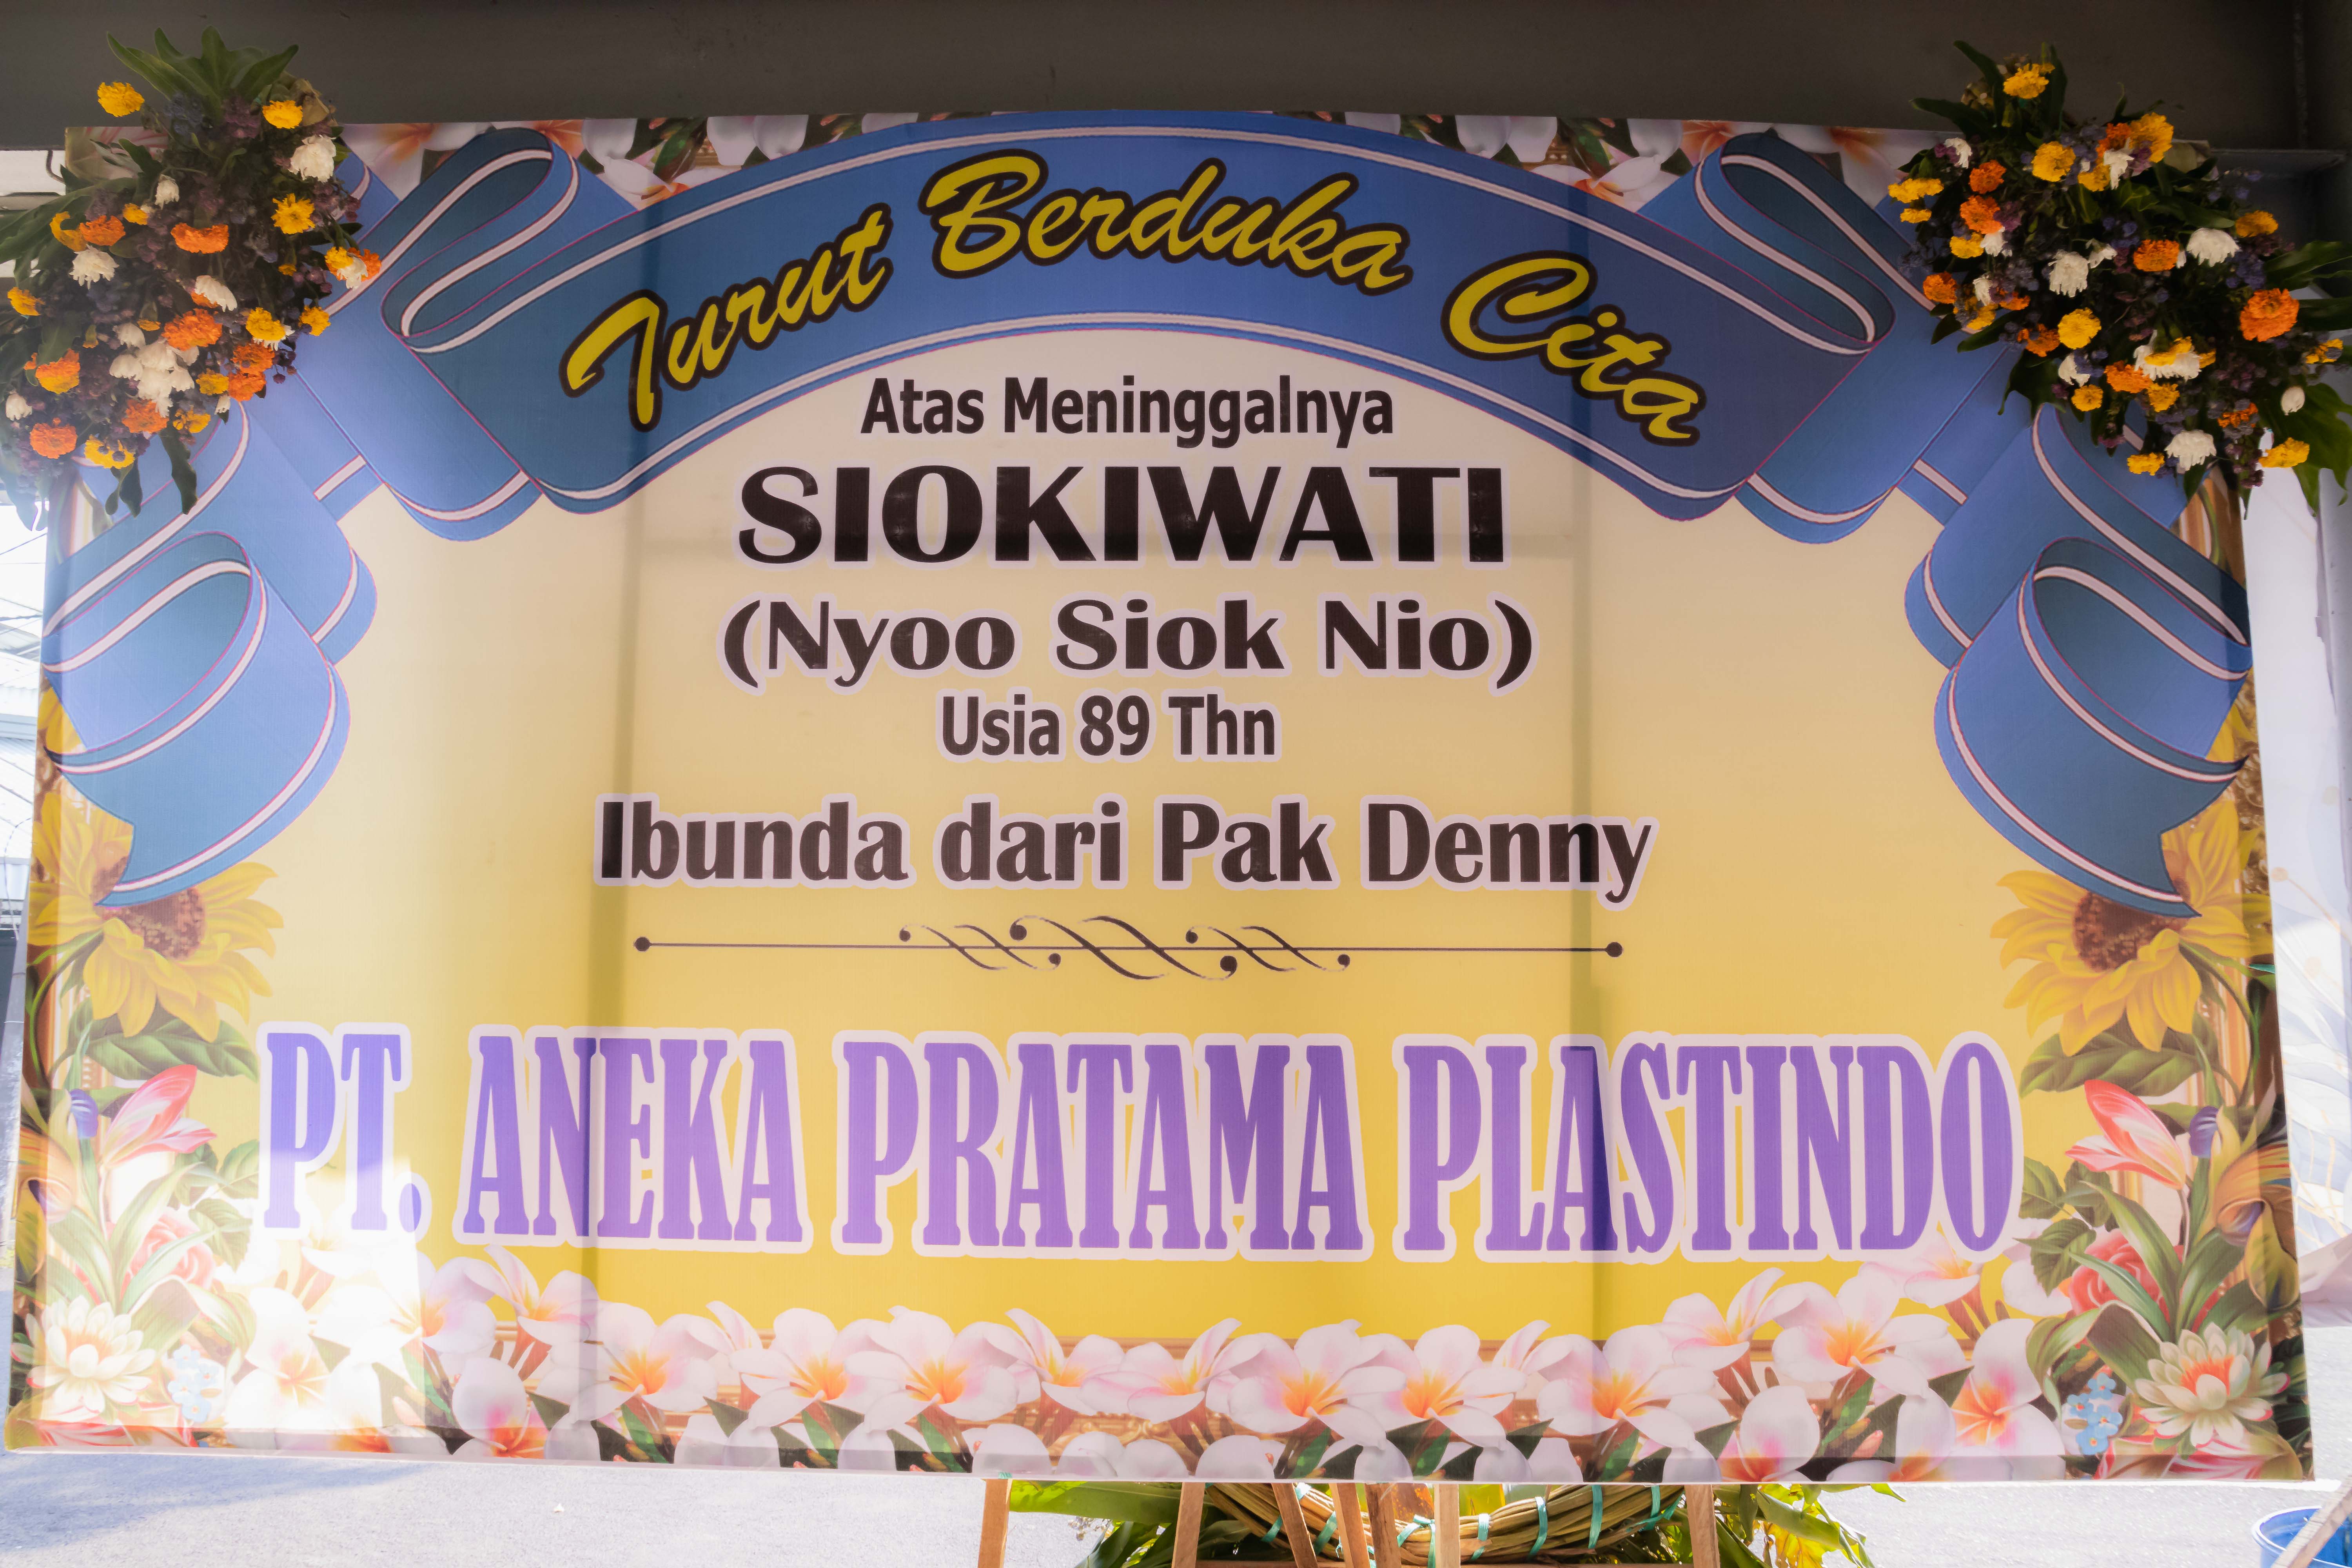 Turut Berduka Cita
Atas Meninggalnya
SIOKIWATI
(Nyoo Siok Nio)
Usia 89 Thn
Ibunda dari Pak Denny
PT. ANEKA PRATAMA PLASTINDO